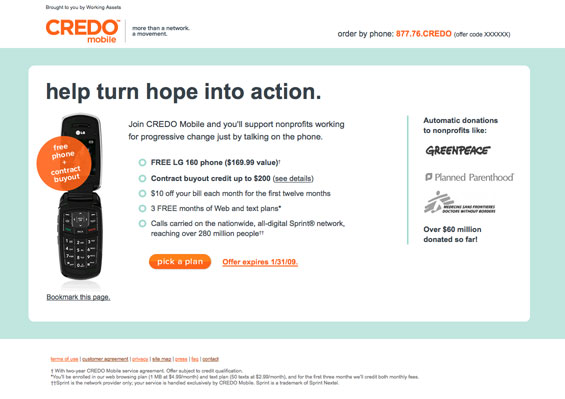 Brought to you by Working Assets
CREDO™
mobile
more than a network.
a movement.
order by phone: 877.76.CREDO (offer code XXXXXX)
help turn hope into action.
LG
free
phone
+
contract
buyout
Join CREDO Mobile and you'll support nonprofits working
for progressive change just by talking on the phone.
FREE LG 160 phone ($169.99 value)†
Contract buyout credit up to $200 (see details)
$10 off your bill each month for the first twelve months
3 FREE months of Web and text plans*
Calls carried on the nationwide, all-digital Sprint® network,
reaching over 280 million people††
pick a plan
Offer expires 1/31/09.
Bookmark this page.
Automatic donations
to nonprofits like:
GREENPEACE
Planned Parenthood
MEDECINS SANS FRONTIERES
DOCTORS WITHOUT BORDERS
Over $60 million
donated so far!
terms of use | customer agreement | privacy | site map | press | faq | contact
† With two-year CREDO Mobile service agreement. Offer subject to credit qualification.
*You'll be enrolled in our web browsing plan (1 MB at $4.99/month) and text plan (50 texts at $2.99/month), and for the first three months we'll credit both monthly fees.
††Sprint is the network provider only, your service is handled exclusively by CREDO Mobile. Sprint is a trademark of Sprint Nextel.